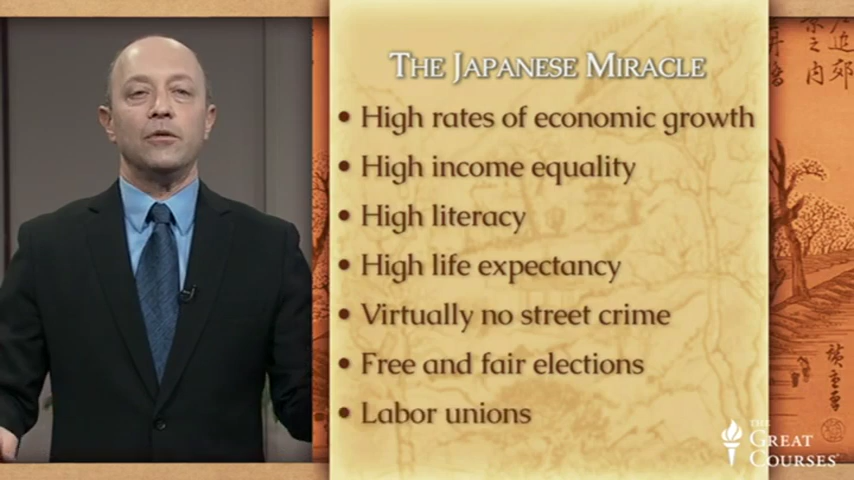 THE JAPANESE MIRACLE
• High rates of economic growth
• High income equality
• High literacy
• High life expectancy
• Virtually no street crime
• Free and fair elections
• Labor unions
THE
GREAT
COURSES